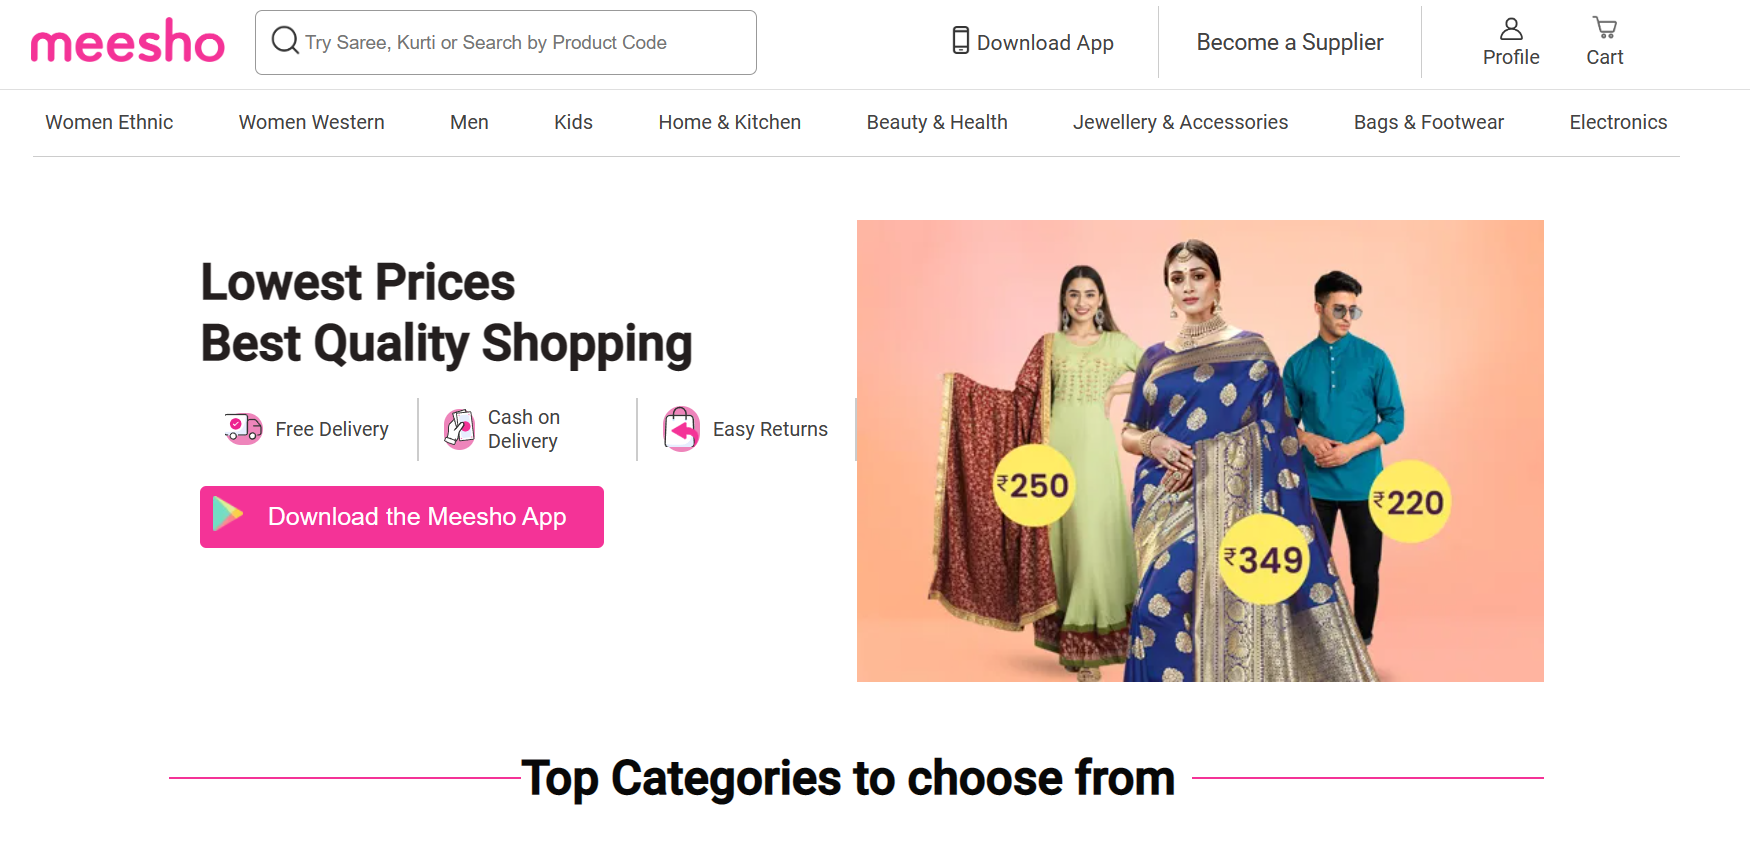 meesho
Try Saree, Kurti or Search by Product Code
Download App
Become a Supplier
Profile
Cart
Women Ethnic
Women Western
Men
Kids
Home & Kitchen
Beauty & Health
Jewellery & Accessories
Bags & Footwear
Electronics
Lowest Prices
Best Quality Shopping
Free Delivery
Cash on
Delivery
Easy Returns
Download the Meesho App
₹250
₹349
₹220
Top Categories to choose from